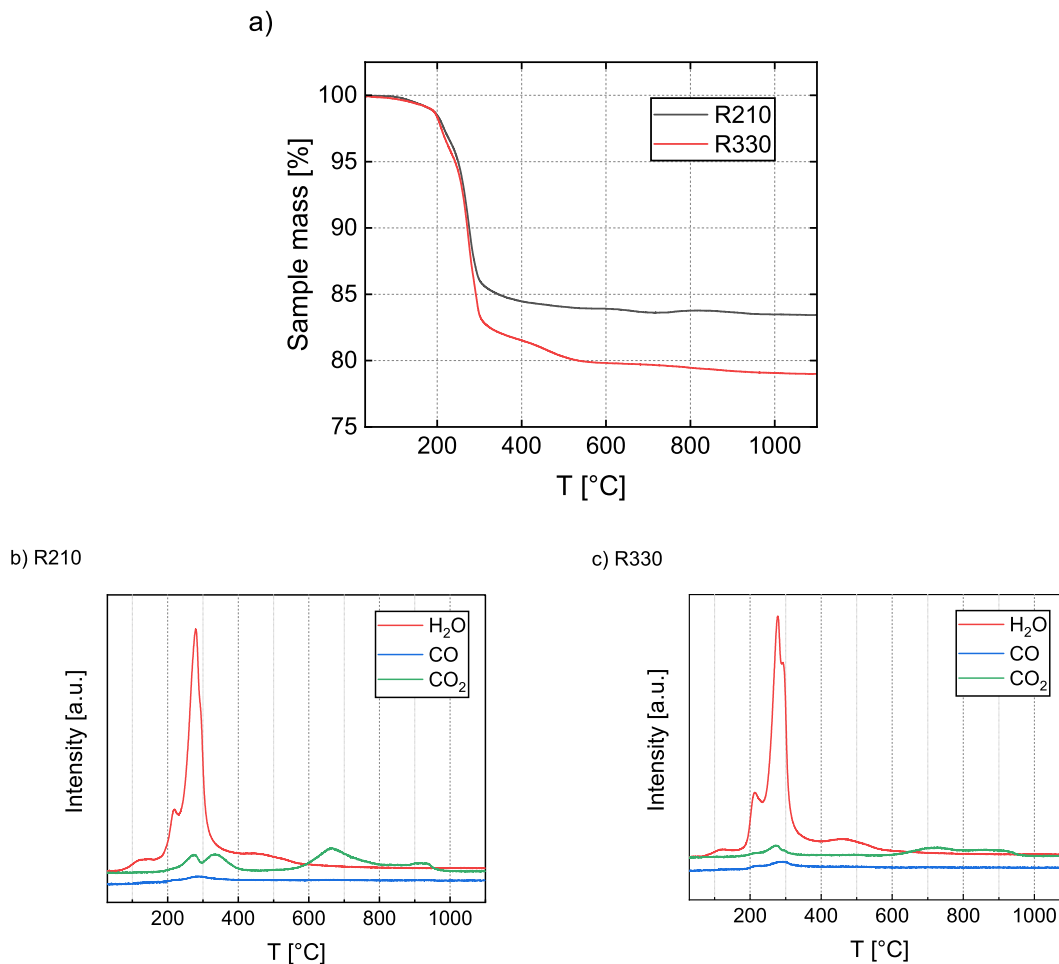 a)
100
95
90
85
80
75
Sample mass [%]
R210
R330
200 400 600 800 1000
T [°C]
b) R210
Intensity [a.u.]
H₂O
CO
CO₂
200 400 600 800 1000
T [°C]
c) R330
Intensity [a.u.]
H₂O
CO
CO₂
200 400 600 800 1000
T [°C]